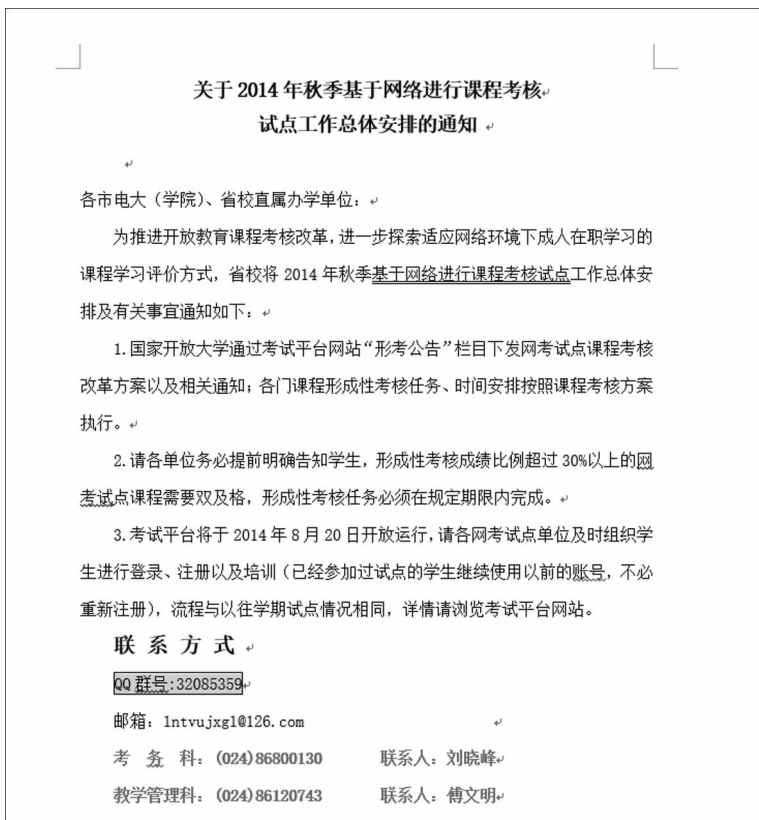 关于 2014 年秋季基于网络进行课程考核
试点工作总体安排的通知
各市电大（学院）、省校直属办学单位：
为推进开放教育课程考核改革，进一步探索适应网络环境下成人在职学习的
课程学习评价方式，省校将 2014 年秋季基于网络进行课程考核试点工作总体安
排及有关事宜通知如下：
1.国家开放大学通过考试平台网站“形考公告”栏目下发网考试点课程考核
改革方案以及相关通知；各门课程形成性考核任务、时间安排按照课程考核方案
执行。
2.请各单位务必提前明确告知学生，形成性考核成绩比例超过 30%以上的网
考试点课程需要双及格，形成性考核任务必须在规定期限内完成。
3.考试平台将于 2014 年 8 月 20 日开放运行，请各网考试点单位及时组织学
生进行登录、注册以及培训（已经参加过试点的学生继续使用以前的账号，不必
重新注册），流程与以往学期试点情况相同，详情请浏览考试平台网站。
联 系 方 式
QQ 群号:32085359
邮箱：lntvujxgl@126.com
考 务 科：(024)86800130 联系人：刘晓峰
教学管理科：(024)86120743 联系人：傅文明